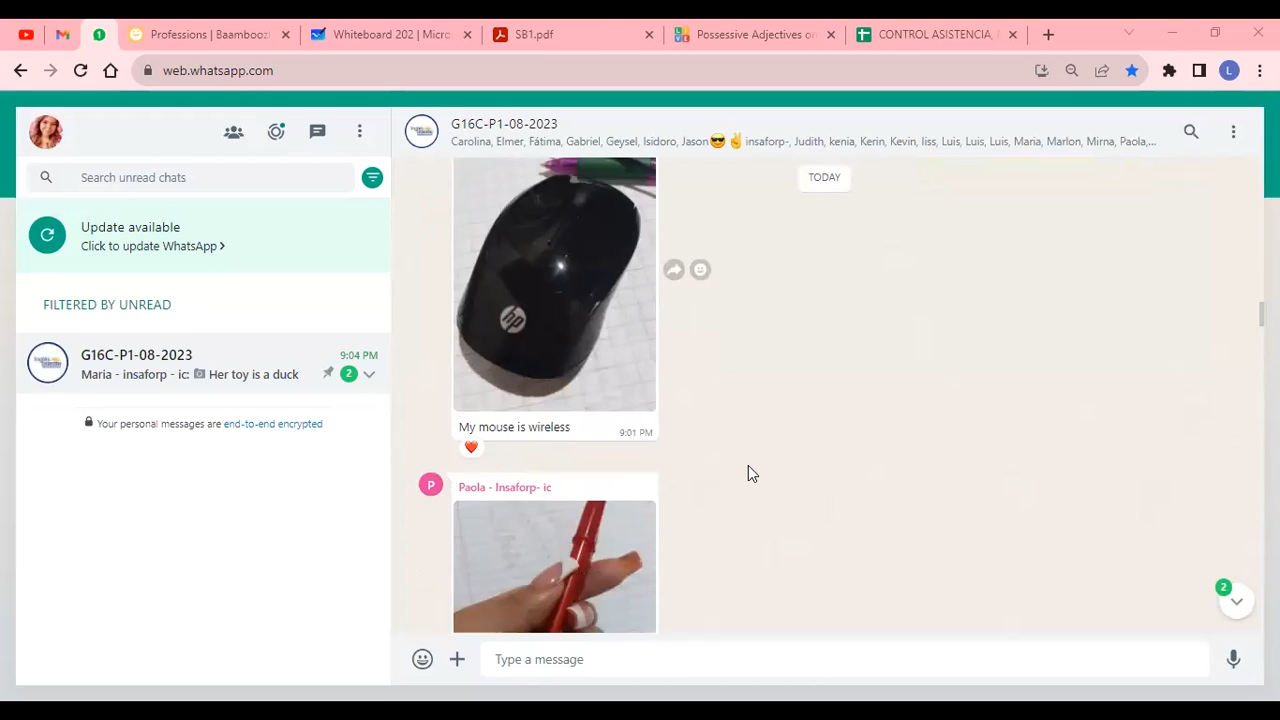 Professions | Baambooz
Whiteboard 202 | Micro
SB1.pdf
Possessive Adjectives on
CONTROL ASISTENCIA,
web.whatsapp.com
L
G16C-P1-08-2023
Carolina, Elmer, Fátima, Gabriel, Geysel, Isidoro, Jason😎✌️ insaforp-, Judith, kenia, Kerin, Kevin, liss, Luis, Luis, Luis, Maria, Marlon, Mirna, Paola,...
Search unread chats
TODAY
Update available
Click to update WhatsApp
FILTERED BY UNREAD
G16C-P1-08-2023
9:04 PM
Maria - insaforp - ic: Her toy is a duck
2
Your personal messages are end-to-end encrypted
hp
My mouse is wireless
9:01 PM
P
Paola - Insaforp- ic
2
Type a message